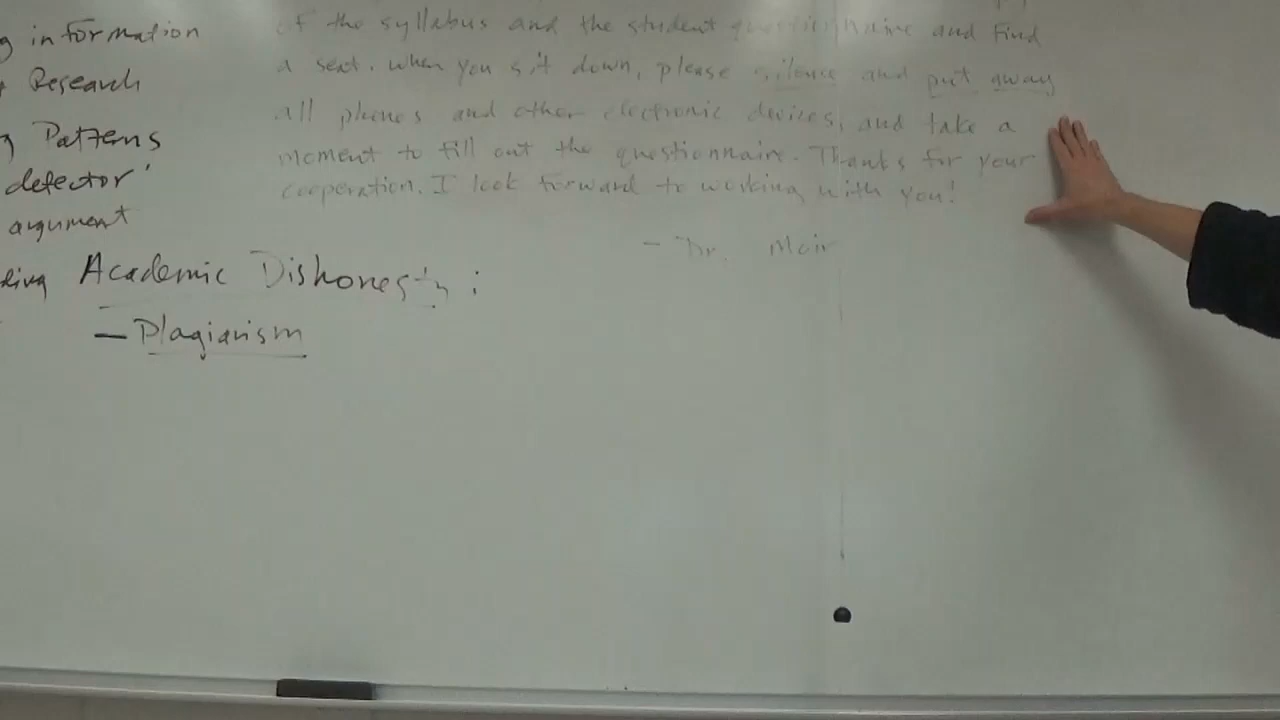 information
Research
Patterns
defector'
argument
Academic Dishonesty:
– Plagiarism
of the syllabus and the student questionnaire and find
a seat. When you sit down, please silence and put away
all phones and other electronic devices, and take a
moment to fill out the questionnaire. Thanks for your
cooperation. I look forward to working with you!
– Dr. Moir